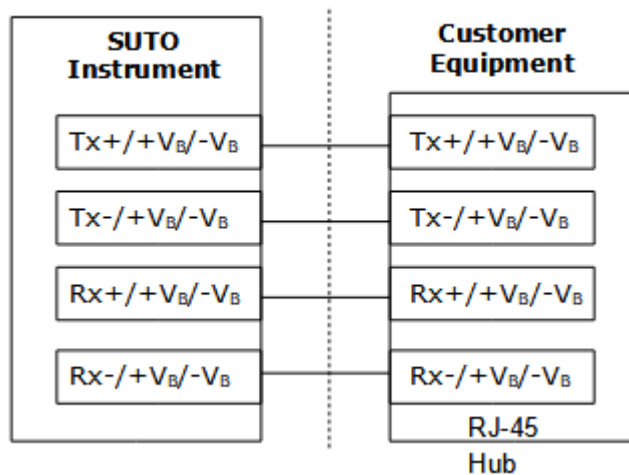 SUTO
Instrument
Customer
Equipment
Tx+/+VB/-VB
Tx+/+VB/-VB
Tx-/+VB/-VB
Tx-/+VB/-VB
Rx+/+VB/-VB
Rx+/+VB/-VB
Rx-/+VB/-VB
Rx-/+VB/-VB
RJ-45
Hub